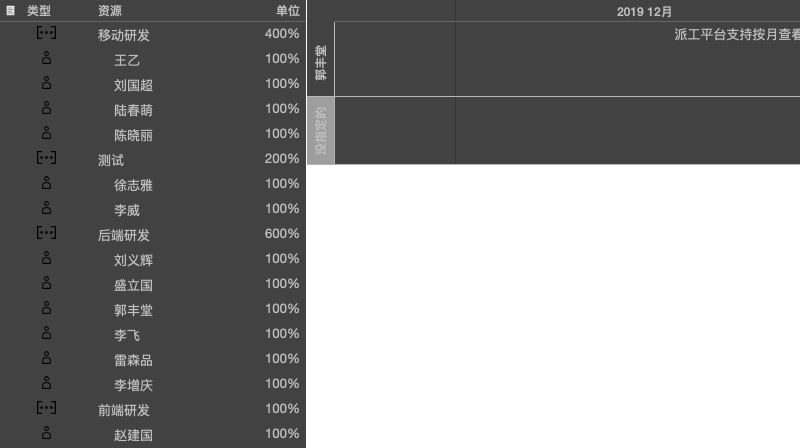 类型 资源 单位
移动研发 400%
王乙 100%
刘国超 100%
陆春萌 100%
陈晓丽 100%
测试 200%
徐志雅 100%
李威 100%
后端研发 600%
刘义辉 100%
盛立国 100%
郭丰堂 100%
李飞 100%
雷森品 100%
李增庆 100%
前端研发 100%
赵建国 100%
2019 12月
派工平台支持按月查看
郭丰堂
没指定的